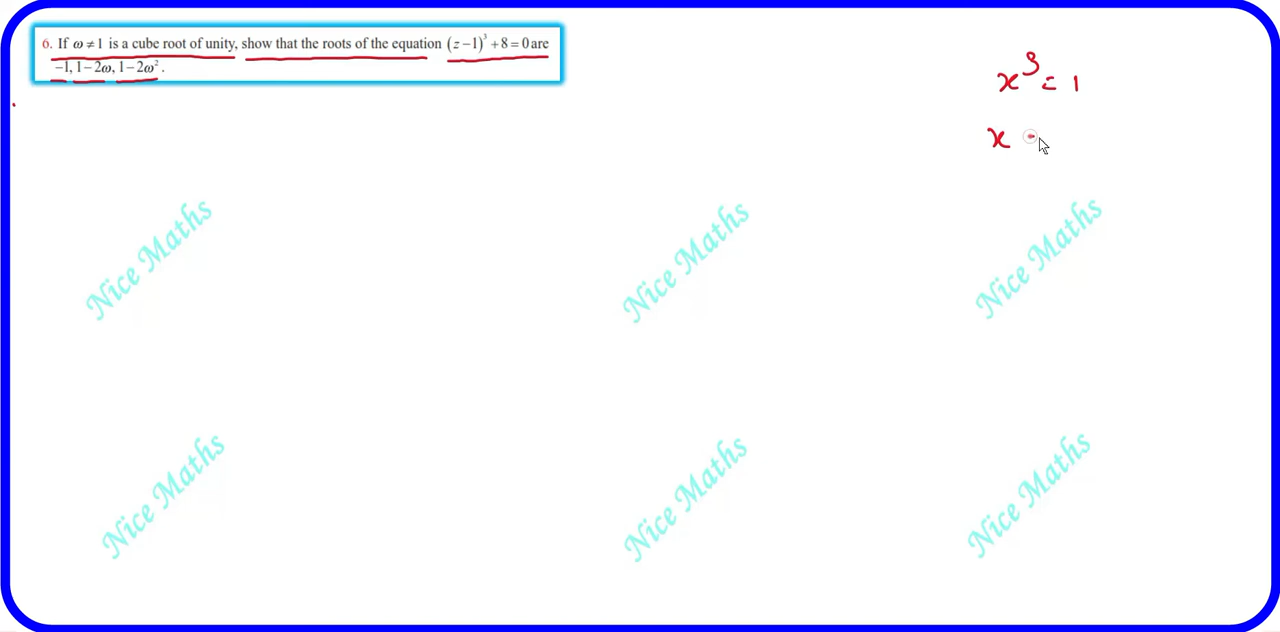 6. If ω ≠ 1 is a cube root of unity, show that the roots of the equation (z − 1)³ + 8 = 0 are
−1, 1 − 2ω, 1 − 2ω².
x³ = 1
x
Nice Maths
Nice Maths
Nice Maths
Nice Maths
Nice Maths
Nice Maths